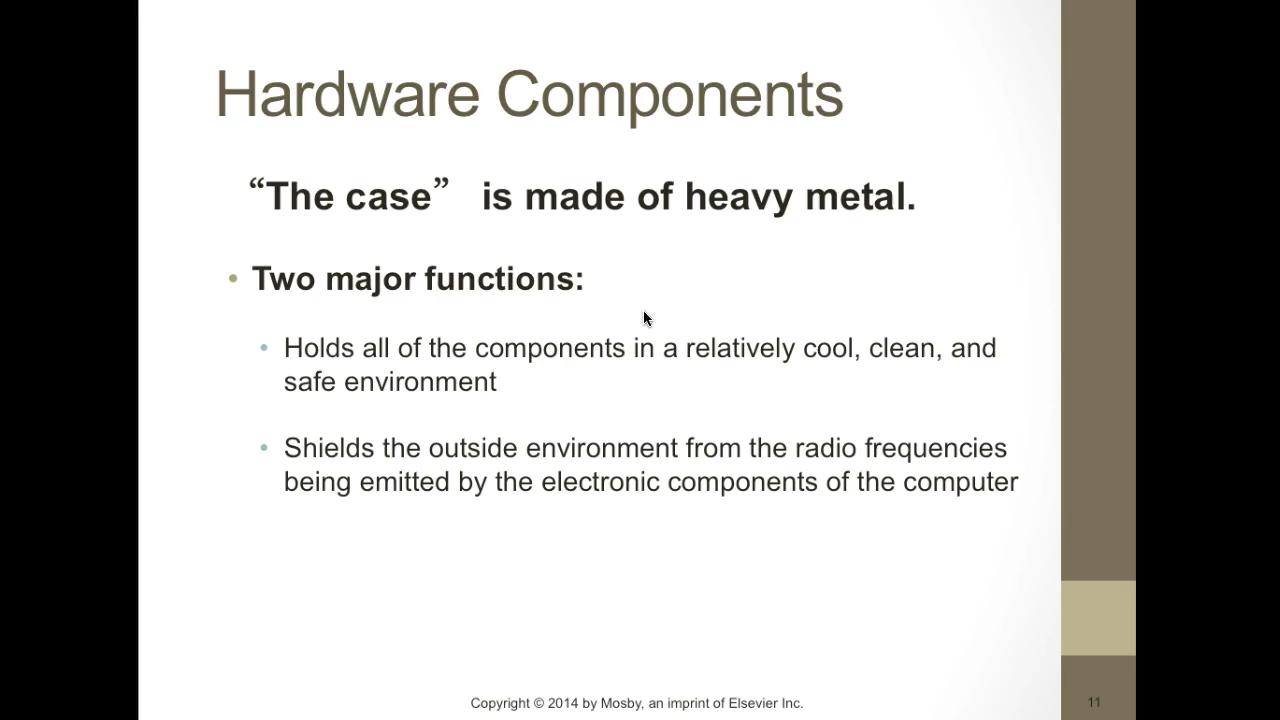 Hardware Components
“The case” is made of heavy metal.
• Two major functions:
• Holds all of the components in a relatively cool, clean, and
safe environment
• Shields the outside environment from the radio frequencies
being emitted by the electronic components of the computer
Copyright © 2014 by Mosby, an imprint of Elsevier Inc.
11